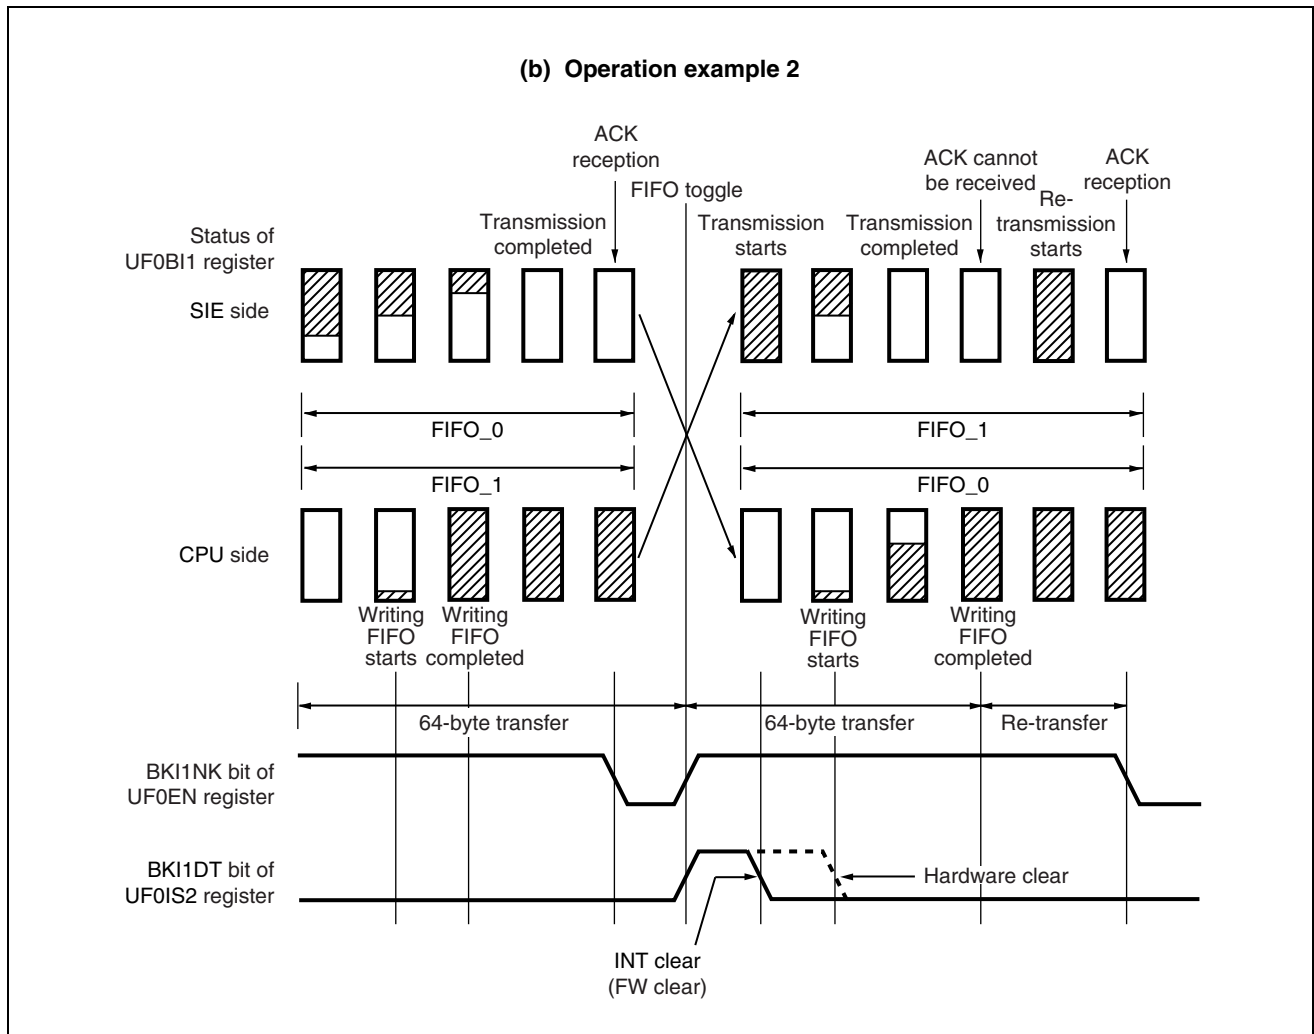 (b) Operation example 2
ACK
reception
FIFO toggle
ACK cannot
be received
ACK
reception
Status of
UF0BI1 register
Transmission
completed
Transmission
starts
Transmission
completed
Re-
transmission
starts
SIE side
FIFO_0
FIFO_1
FIFO_1
FIFO_0
CPU side
Writing
FIFO
starts
Writing
FIFO
completed
Writing
FIFO
starts
Writing
FIFO
completed
64-byte transfer
64-byte transfer
Re-transfer
BKI1NK bit of
UF0EN register
BKI1DT bit of
UF0IS2 register
Hardware clear
INT clear
(FW clear)